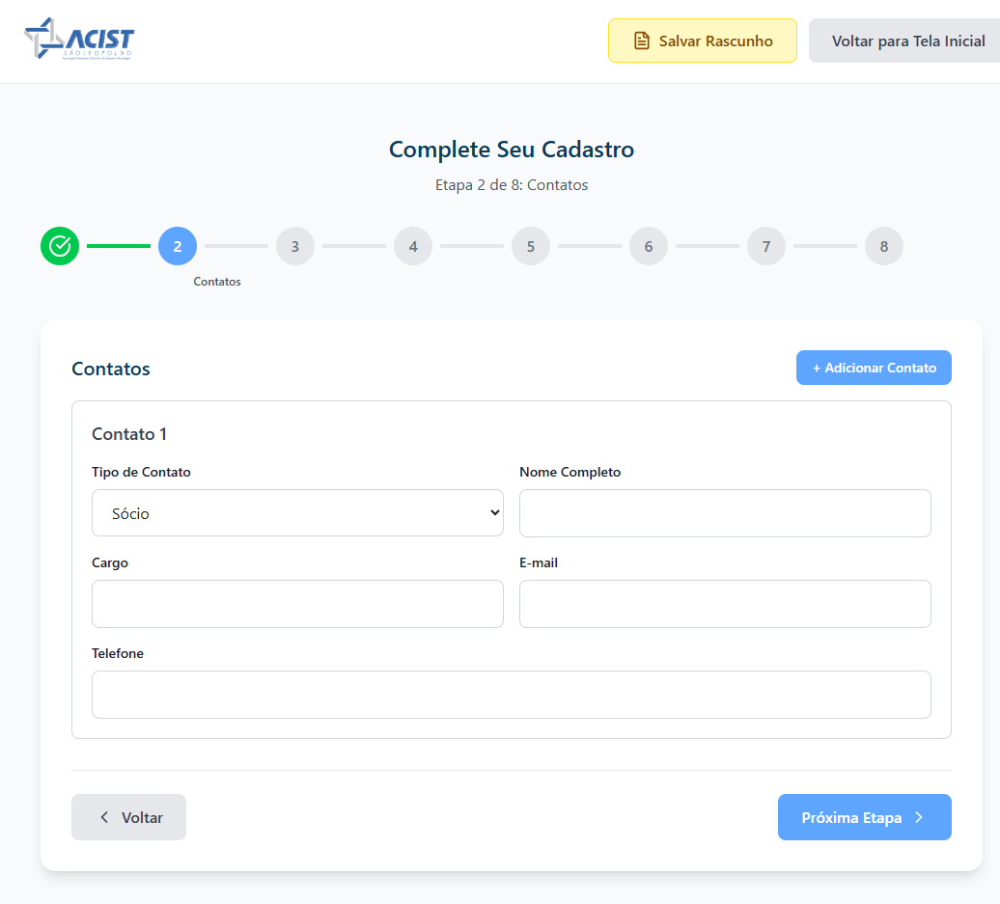 ACIST
SÃO LEOPOLDO
Salvar Rascunho
Voltar para Tela Inicial
Complete Seu Cadastro
Etapa 2 de 8: Contatos
2 3 4 5 6 7 8
Contatos
Contatos
+ Adicionar Contato
Contato 1
Tipo de Contato
Nome Completo
Sócio
Cargo
E-mail
Telefone
Voltar
Próxima Etapa